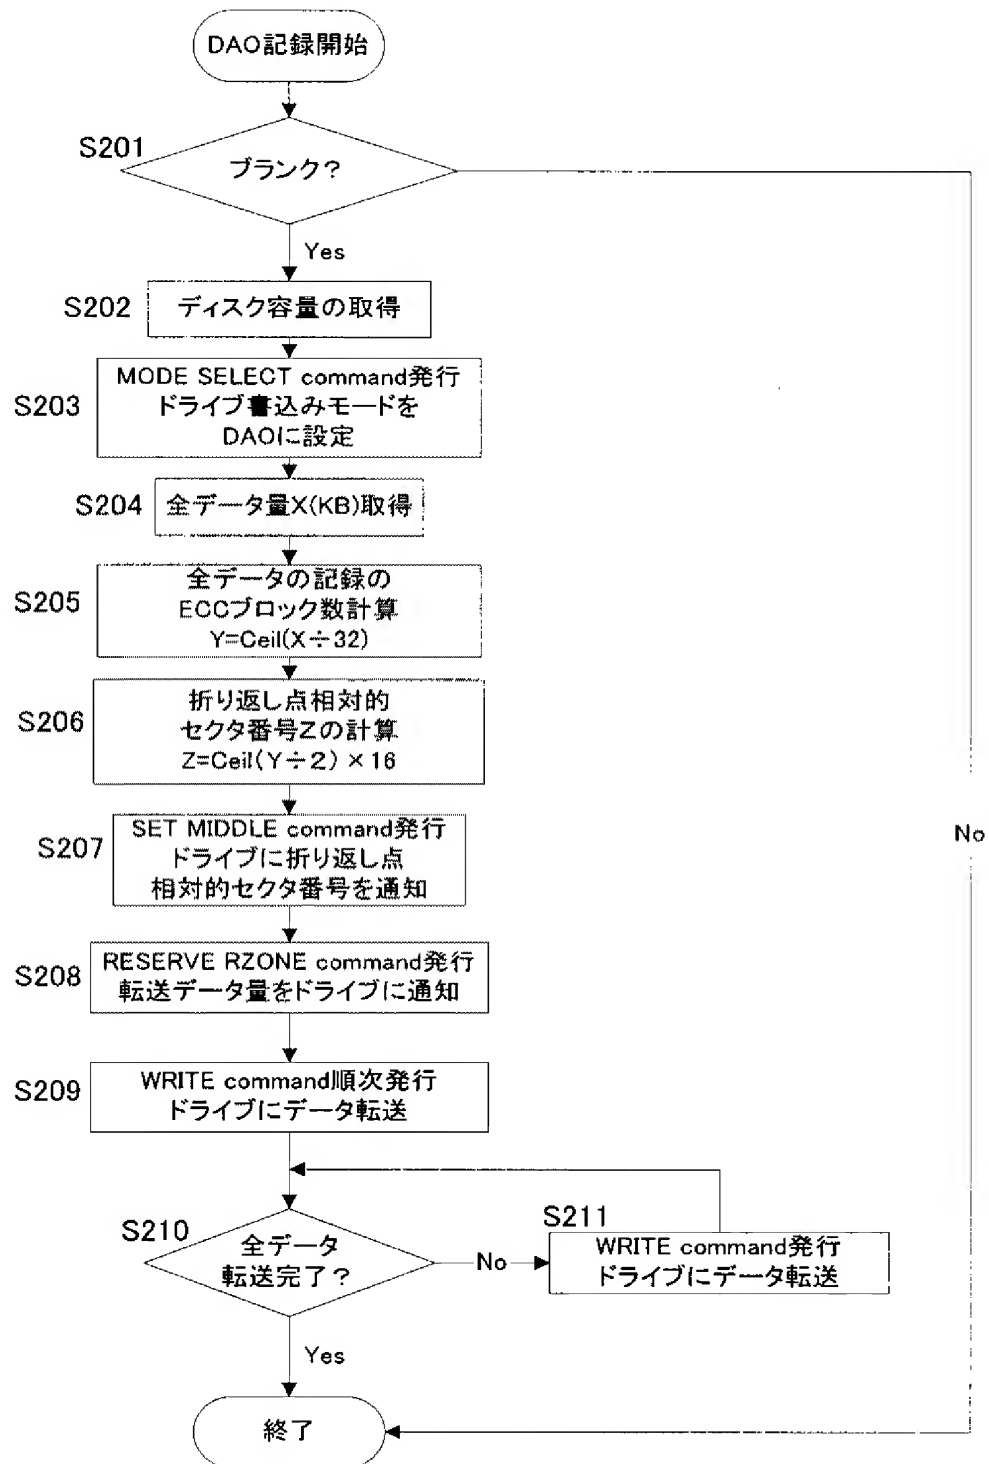 DAO記録開始
S201
ブランク?
Yes
S202
ディスク容量の取得
S203
MODE SELECT command発行
ドライブ書込みモードを
DAOに設定
S204
全データ量X(KB)取得
S205
全データの記録の
ECCブロック数計算
Y=Ceil(X÷32)
S206
折り返し点相対的
セクタ番号Zの計算
Z=Ceil(Y÷2)×16
S207
SET MIDDLE command発行
ドライブに折り返し点
相対的セクタ番号を通知
No
S208
RESERVE RZONE command発行
転送データ量をドライブに通知
S209
WRITE command順次発行
ドライブにデータ転送
S210
全データ
転送完了?
No
S211
WRITE command発行
ドライブにデータ転送
Yes
終了